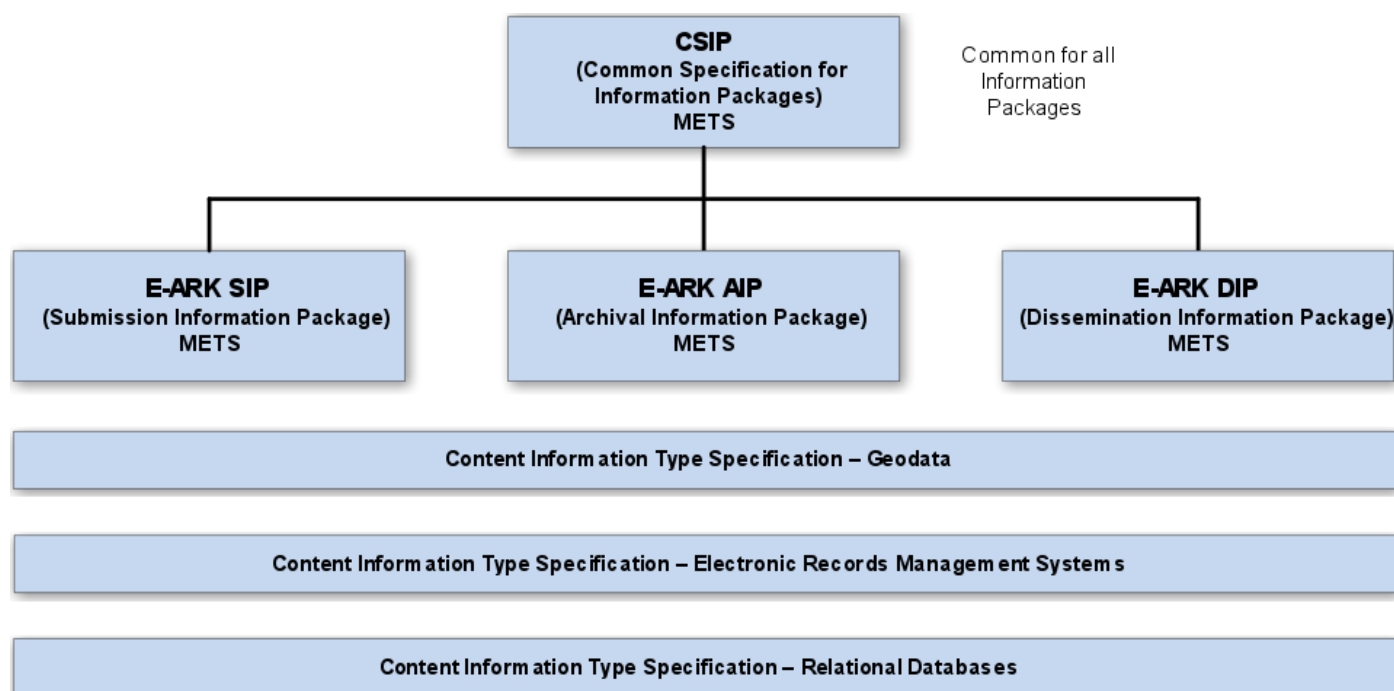 CSIP
(Common Specification for
Information Packages)
METS
Common for all
Information
Packages
E-ARK SIP
(Submission Information Package)
METS
E-ARK AIP
(Archival Information Package)
METS
E-ARK DIP
(Dissemination Information Package)
METS
Content Information Type Specification – Geodata
Content Information Type Specification – Electronic Records Management Systems
Content Information Type Specification – Relational Databases